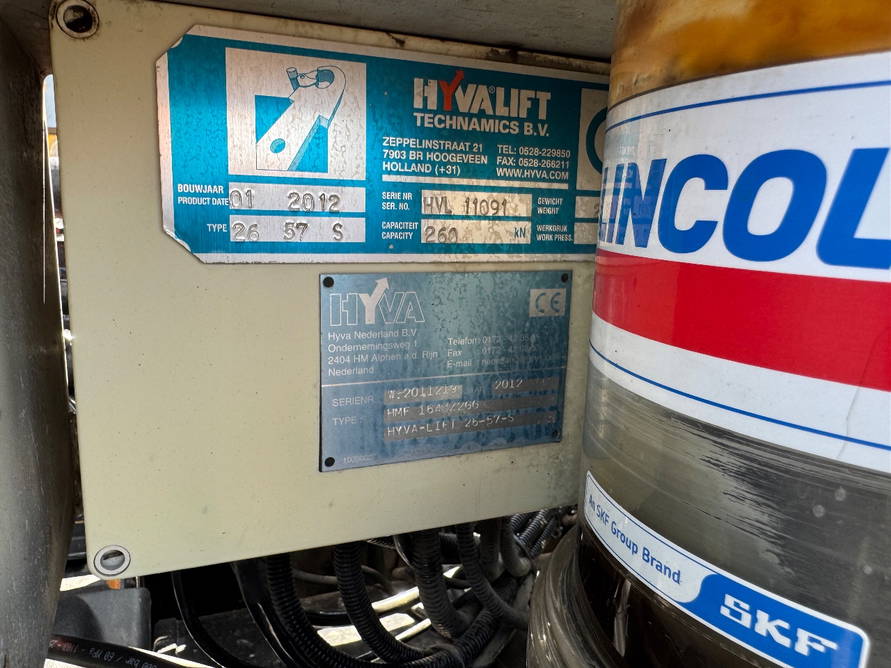 HYVALIFT
TECHNAMICS B.V.
ZEPPELINSTRAAT 21 TEL: 0528-229850
7903 BR HOOGEVEEN FAX: 0528-266211
HOLLAND (+31) WWW.HYVA.COM
BOUWJAAR
PRODUCT DATE 01 2012
SERIE NR
SER. NO. HVL 11091
GEWICHT
WEIGHT
TYPE 26 57 S
CAPACITEIT
CAPACITY 260 kN
WERKDRUK
WORK PRESS.
HYVA
CE
Hyva Nederland B.V.
Ondernemingsweg 1 Telefon
2404 HM Alphen a.d. Rijn Fax
Nederland E-mail
SERIENR. 2012
TYPE HMF
HYVA-LIFT 26-57-S
LINCOL
An SKF Group Brand
SKF